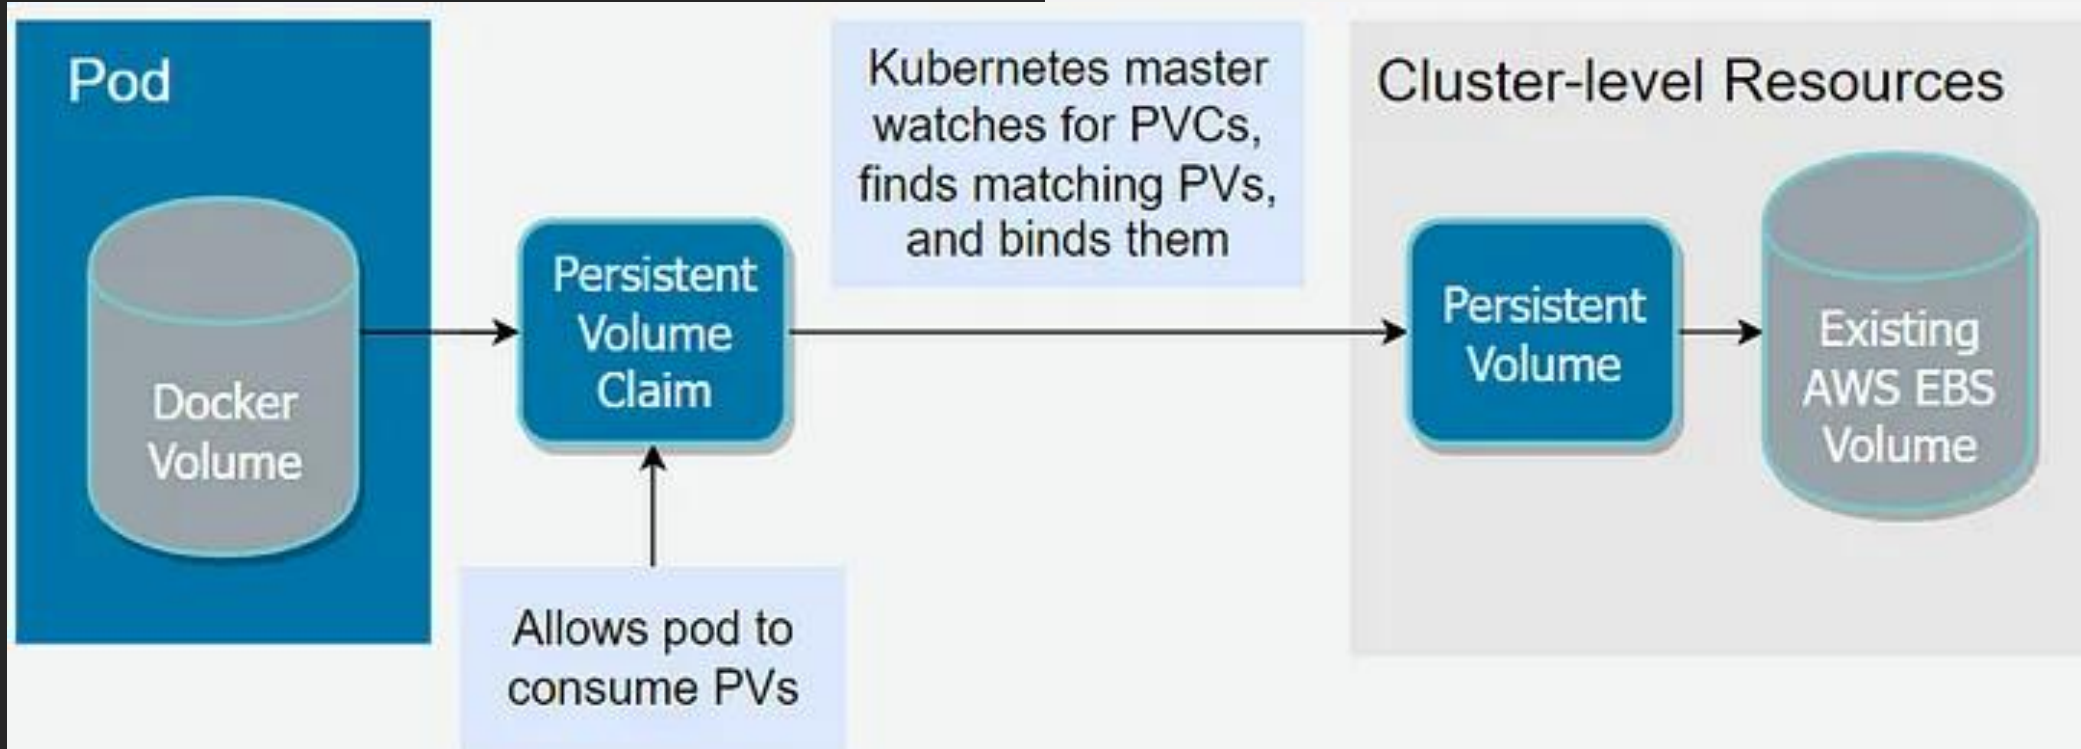 Pod
Docker
Volume
Persistent
Volume
Claim
Allows pod to
consume PVs
Kubernetes master
watches for PVCs,
finds matching PVs,
and binds them
Cluster-level Resources
Persistent
Volume
Existing
AWS EBS
Volume